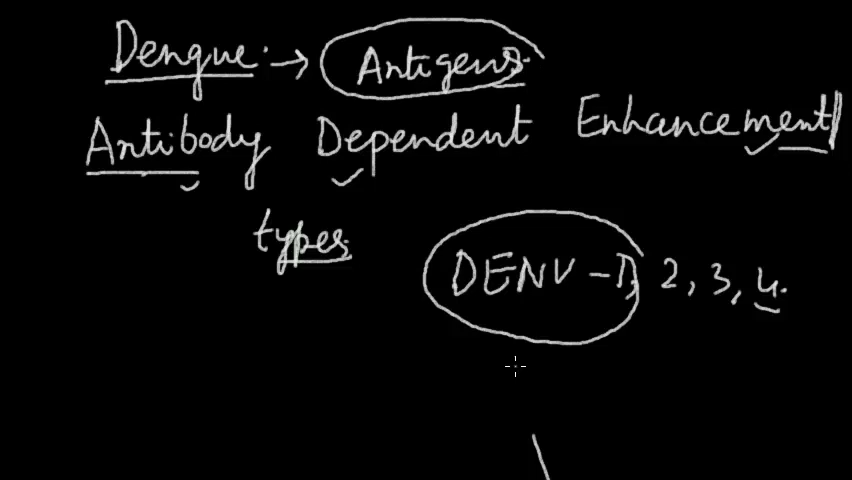 Dengue. → Antigens.
Antibody Dependent Enhancement
types
DENV - 1, 2, 3, 4.